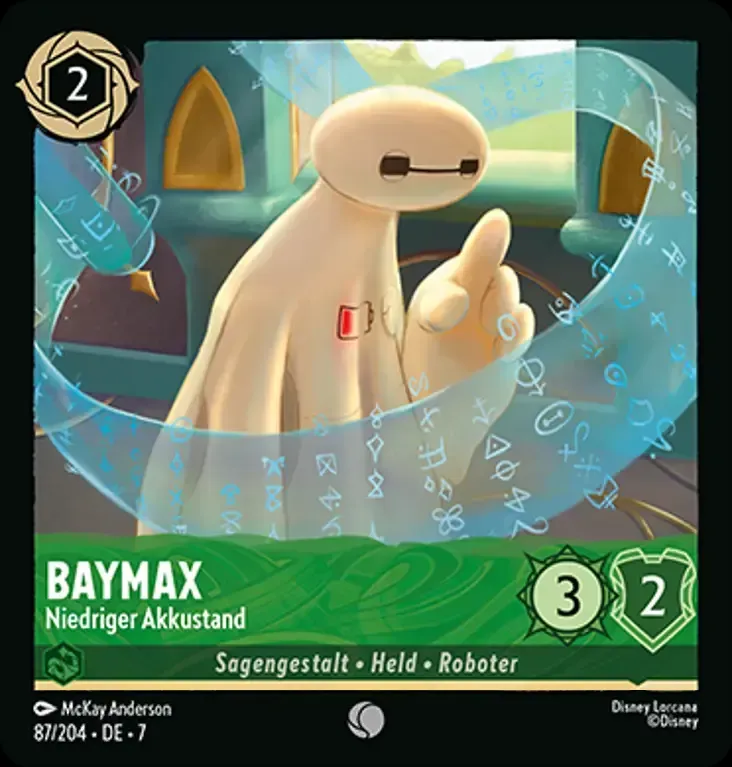 2
BAYMAX
Niedriger Akkustand
3
2
Sagengestalt • Held • Roboter
McKay Anderson
87/204 • DE • 7
Disney Lorcana
©Disney